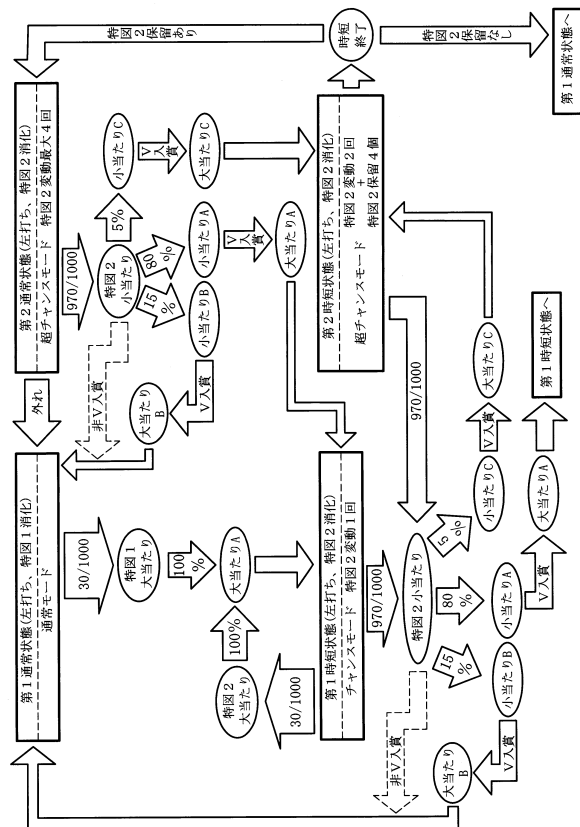 第1通常状態(左打ち、特図1消化)
通常モード
外れ
第2通常状態(左打ち、特図2消化)
超チャンスモード 特図2変動最大4回
特図2保留あり
30/1000
非V入賞
970/1000
特図1
大当たり
100
%
大当たりA
大当たり
B
V入賞
特図2
小当たり
5%
小当たりC
V入賞
大当たりC
15
%
小当たりB
80
%
小当たりA
V入賞
大当たりA
100%
特図2
大当たり
30/1000
第1時短状態(左打ち、特図2消化)
チャンスモード 特図2変動1回
第2時短状態(左打ち、特図2消化)
超チャンスモード
特図2変動2回
+
特図2保留4個
時短
終了
特図2保留なし
第1通常状態へ
970/1000
970/1000
非V入賞
特図2小当たり
15
%
小当たりB
80
%
小当たりA
5
%
小当たりC
V入賞
大当たり
B
V入賞
大当たりA
第1時短状態へ
V入賞
大当たりC